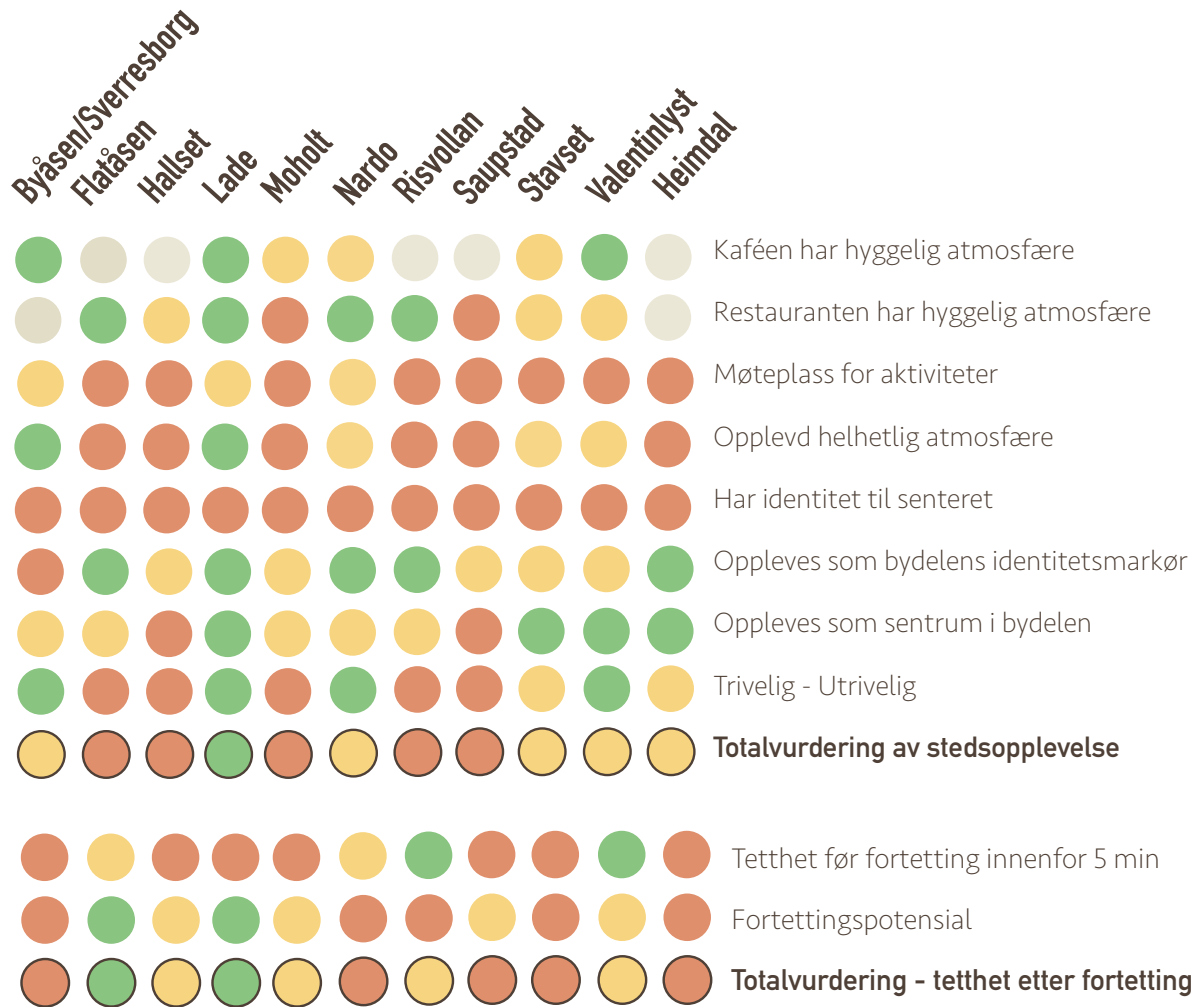 Byåsen/Sverresborg
Flatåsen
Hallset
Lade
Moholt
Nardo
Risvollan
Saupstad
Stavset
Valentinlyst
Heimdal
Kaféen har hyggelig atmosfære
Restauranten har hyggelig atmosfære
Møteplass for aktiviteter
Opplevd helhetlig atmosfære
Har identitet til senteret
Oppleves som bydelens identitetsmarkør
Oppleves som sentrum i bydelen
Trivelig - Utrivelig
Totalvurdering av stedsopplevelse
Tetthet før fortetting innenfor 5 min
Fortettingspotensial
Totalvurdering - tetthet etter fortetting